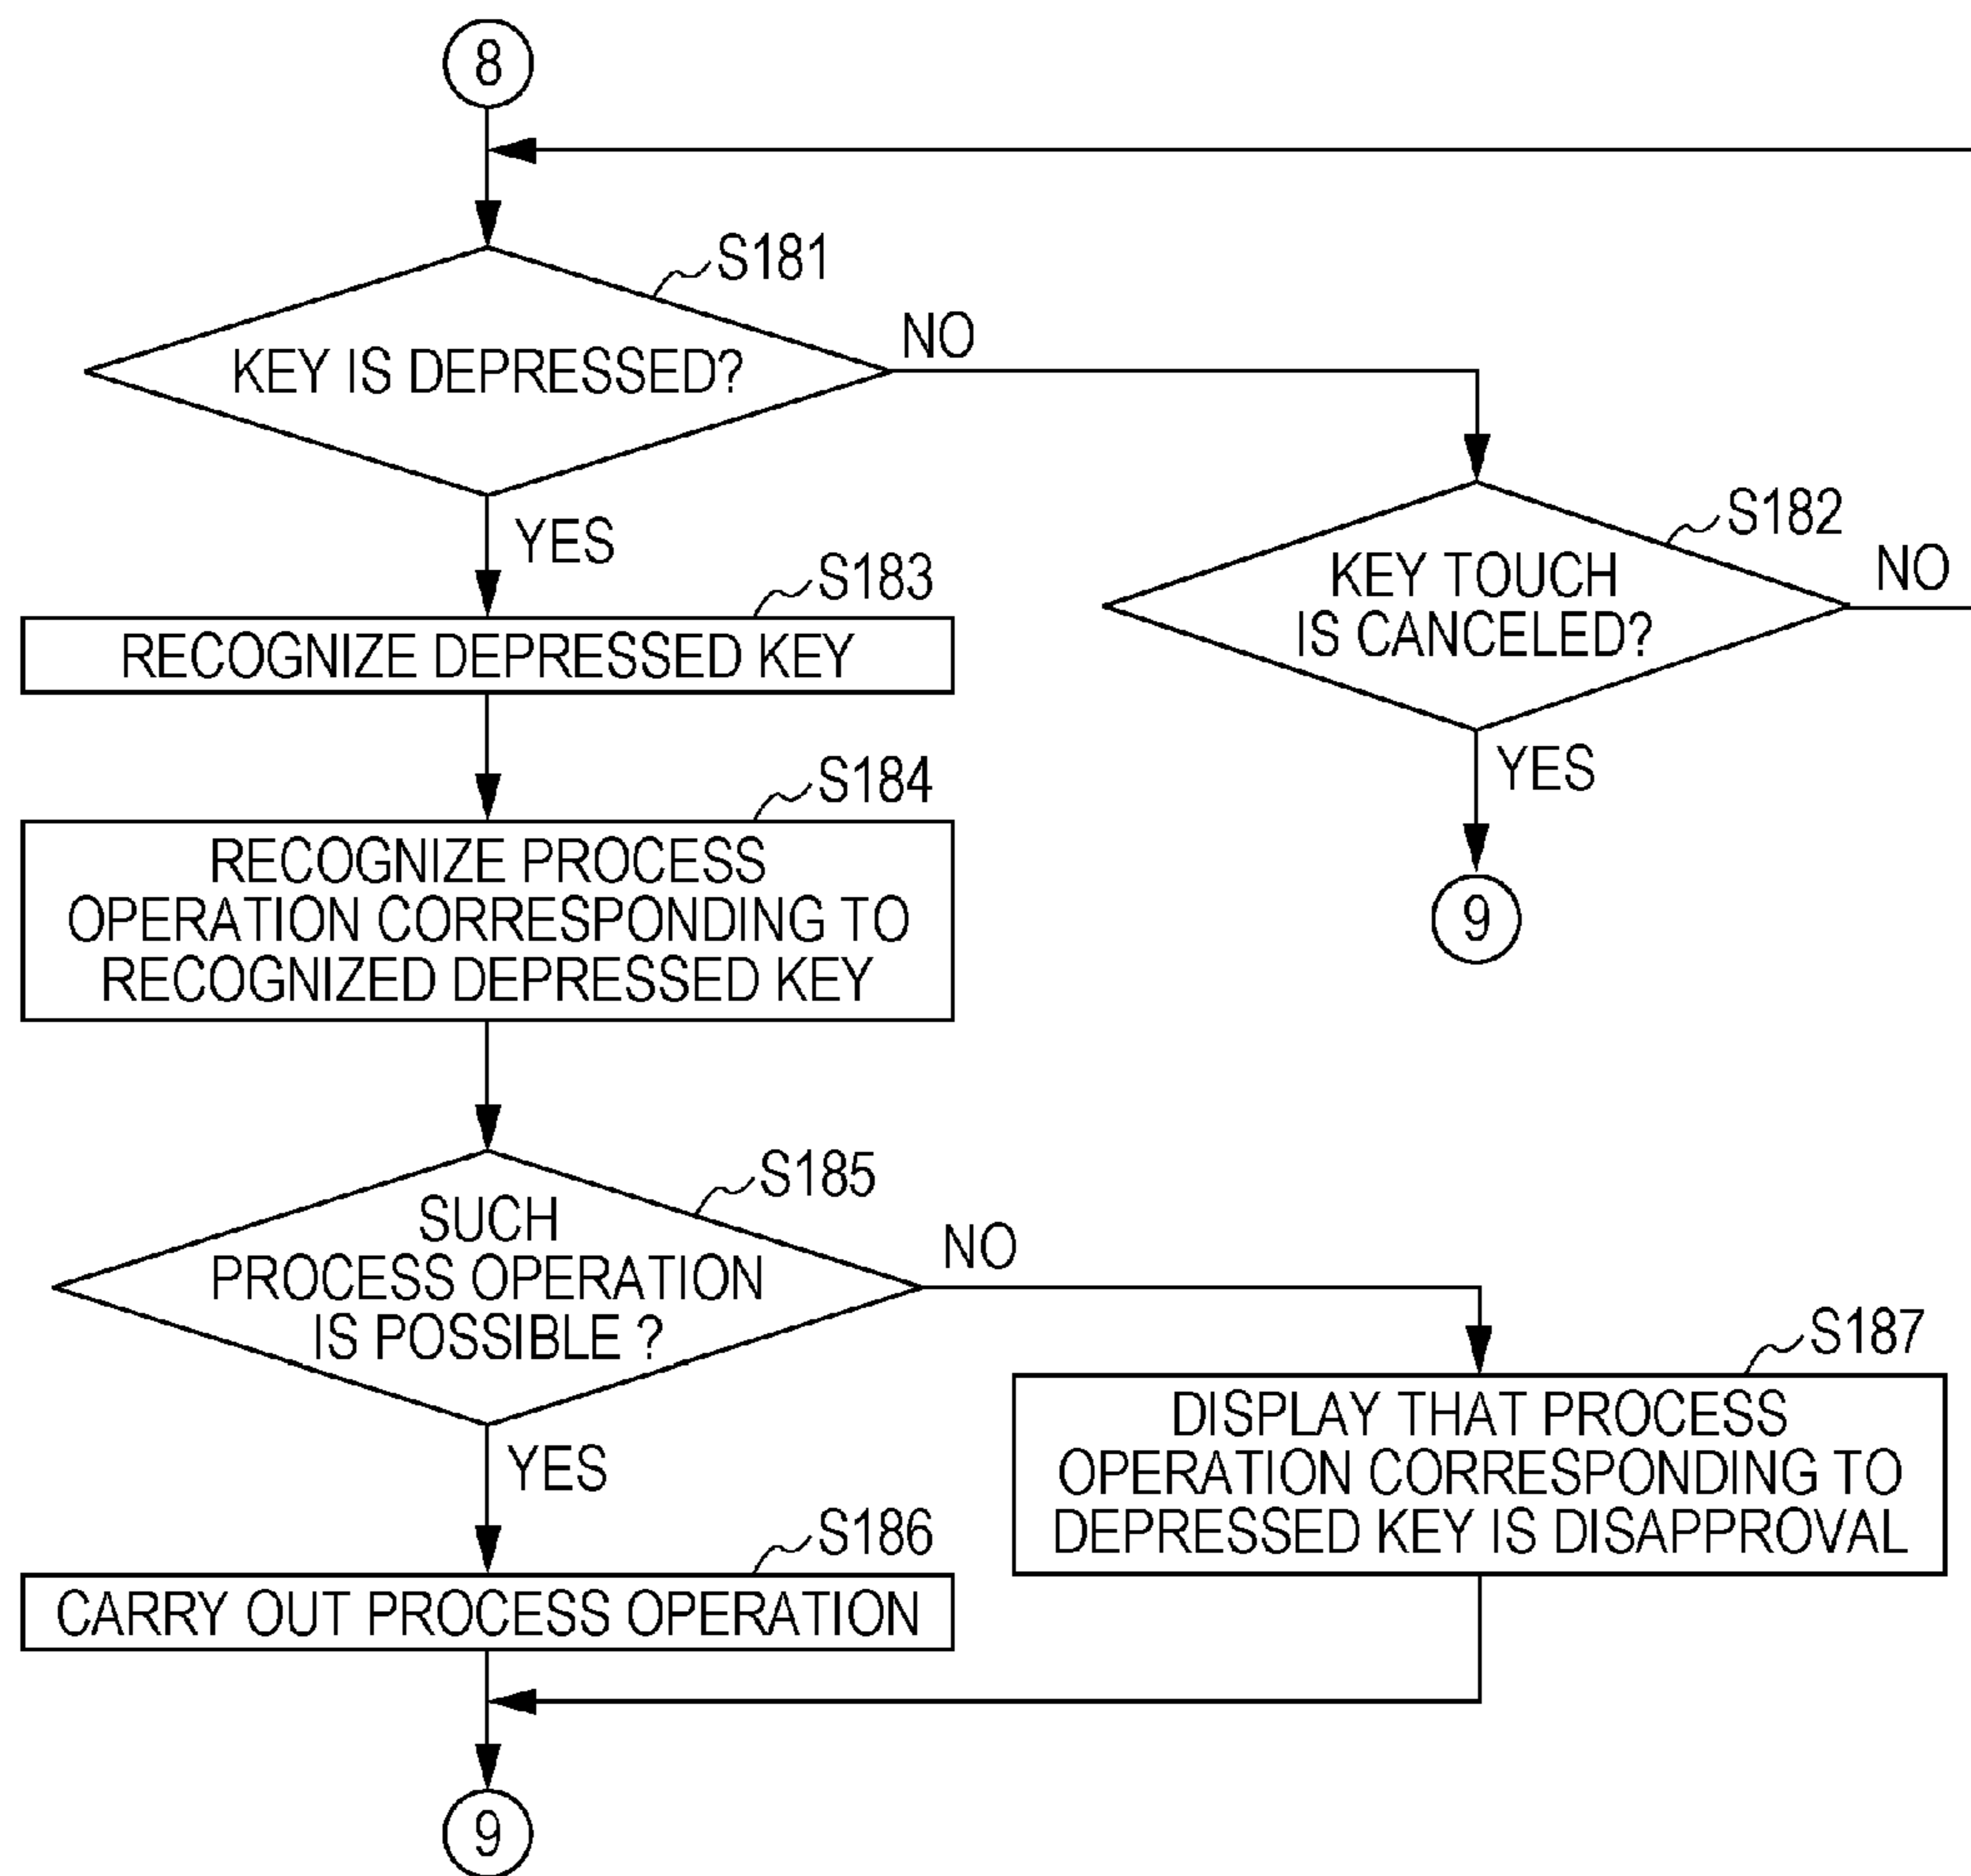 8
S181
KEY IS DEPRESSED?
NO
YES
S182
KEY TOUCH
IS CANCELED?
NO
YES
9
S183
RECOGNIZE DEPRESSED KEY
S184
RECOGNIZE PROCESS
OPERATION CORRESPONDING TO
RECOGNIZED DEPRESSED KEY
S185
SUCH
PROCESS OPERATION
IS POSSIBLE ?
NO
YES
S187
DISPLAY THAT PROCESS
OPERATION CORRESPONDING TO
DEPRESSED KEY IS DISAPPROVAL
S186
CARRY OUT PROCESS OPERATION
9